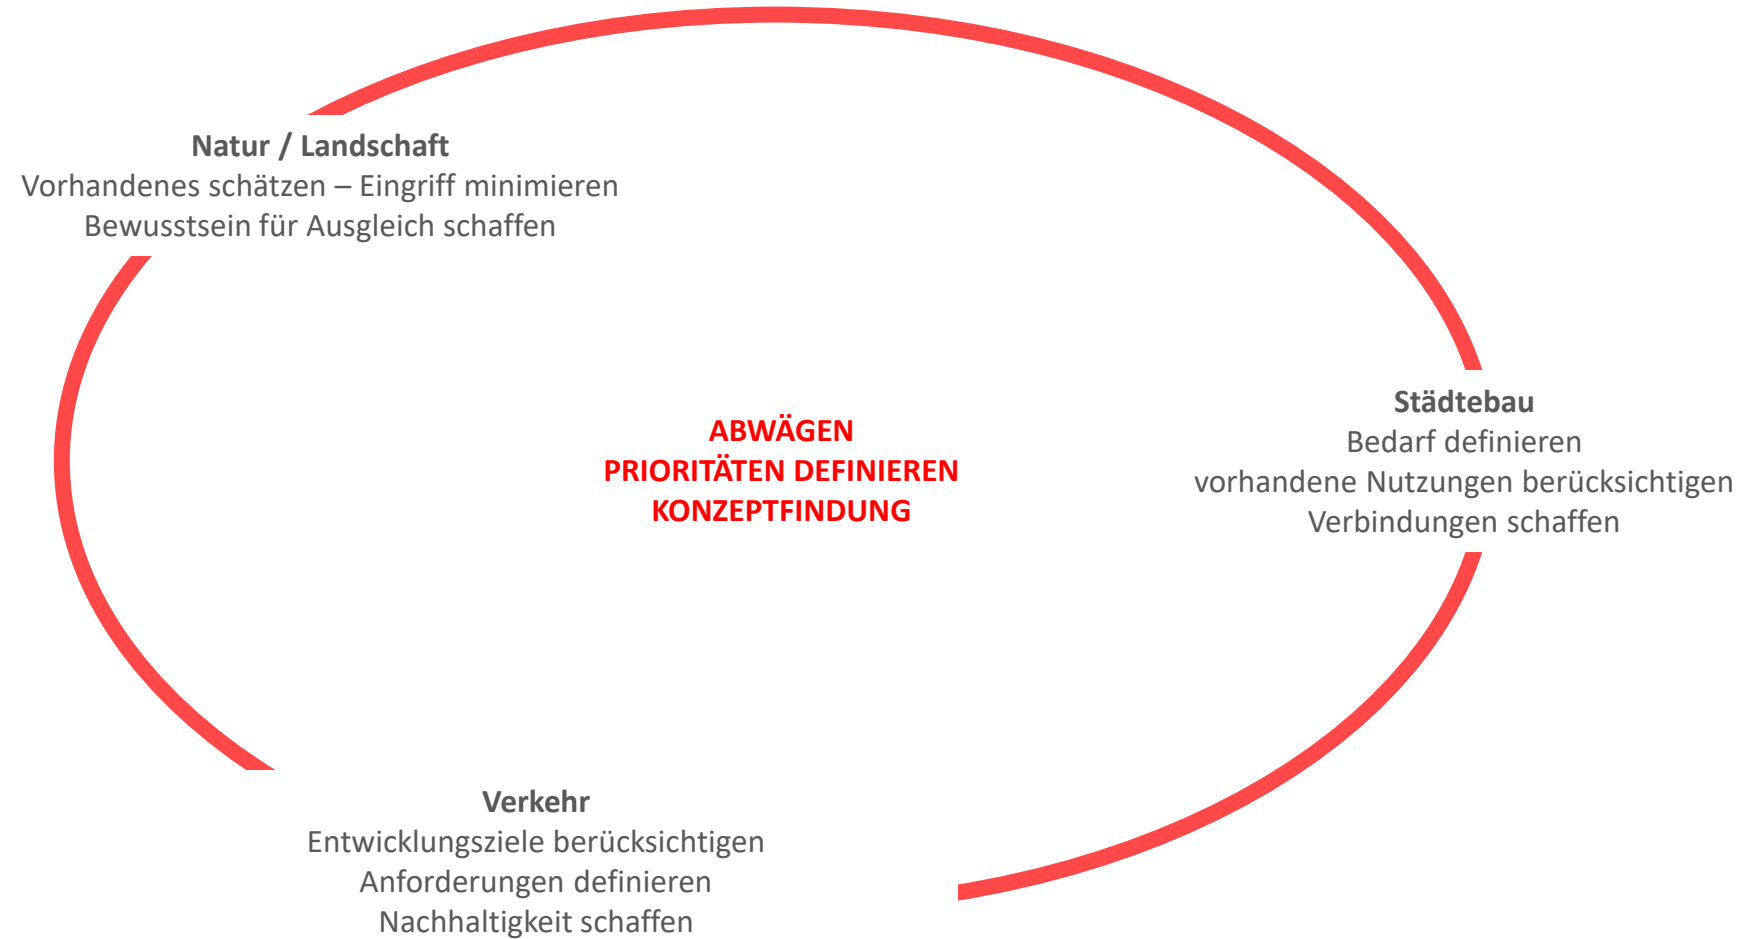 Natur / Landschaft
Vorhandenes schätzen – Eingriff minimieren
Bewusstsein für Ausgleich schaffen
ABWÄGEN
PRIORITÄTEN DEFINIEREN
KONZEPTFINDUNG
Städtebau
Bedarf definieren
vorhandene Nutzungen berücksichtigen
Verbindungen schaffen
Verkehr
Entwicklungsziele berücksichtigen
Anforderungen definieren
Nachhaltigkeit schaffen